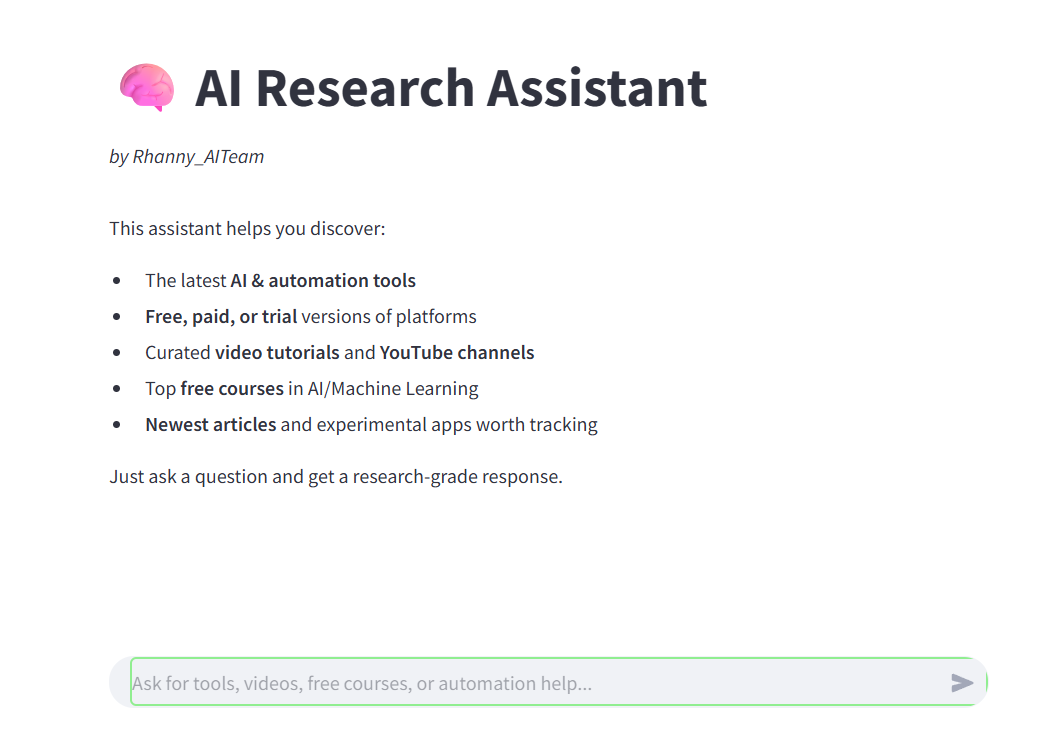 AI Research Assistant
by Rhanny_AITeam
This assistant helps you discover:
The latest AI & automation tools
Free, paid, or trial versions of platforms
Curated video tutorials and YouTube channels
Top free courses in AI/Machine Learning
Newest articles and experimental apps worth tracking
Just ask a question and get a research-grade response.
Ask for tools, videos, free courses, or automation help...